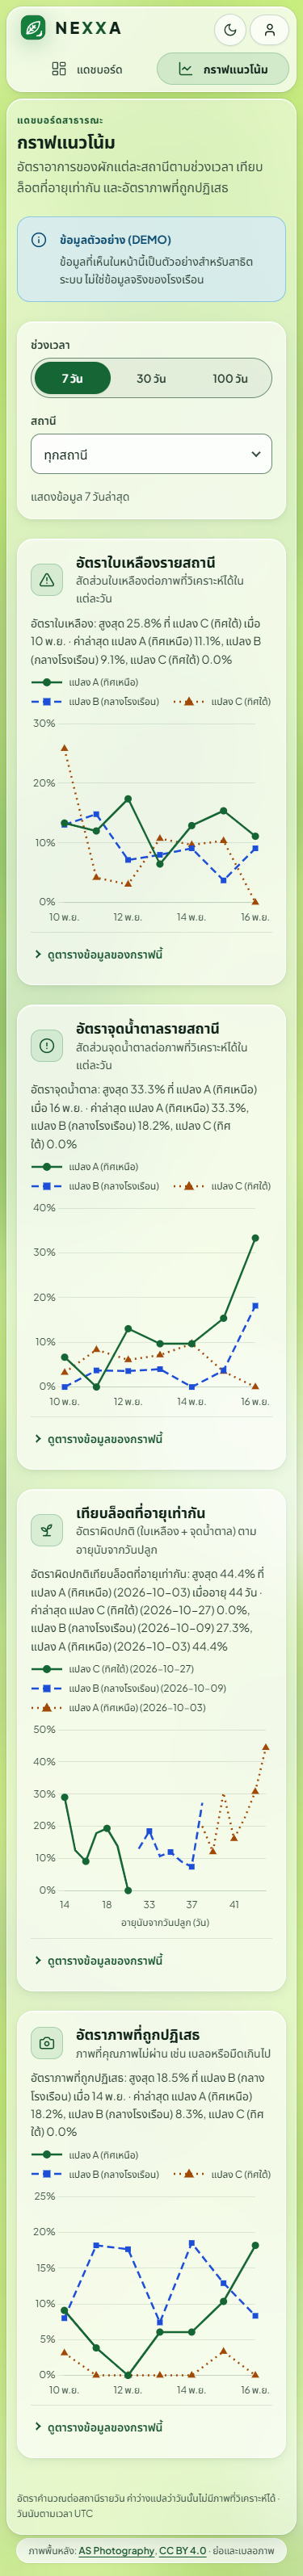 NEXXA
แดชบอร์ด
กราฟแนวโน้ม
แดชบอร์ดสาธารณะ
กราฟแนวโน้ม
อัตราอาการของผักแต่ละสถานีตามช่วงเวลา เทียบ
ล็อตที่อายุเท่ากัน และอัตราภาพที่ถูกปฏิเสธ
ข้อมูลตัวอย่าง (DEMO)
ข้อมูลที่เห็นในหน้านี้เป็นตัวอย่างสำหรับสาธิต
ระบบ ไม่ใช่ข้อมูลจริงของโรงเรือน
ช่วงเวลา
7 วัน
30 วัน
100 วัน
สถานี
ทุกสถานี
แสดงข้อมูล 7 วันล่าสุด
อัตราใบเหลืองรายสถานี
สัดส่วนใบเหลืองต่อภาพที่วิเคราะห์ได้ใน
แต่ละวัน
อัตราใบเหลือง: สูงสุด 25.8% ที่ แปลง C (ทิศใต้) เมื่อ
10 พ.ย. · ค่าล่าสุด แปลง A (ทิศเหนือ) 11.1%, แปลง B
(กลางโรงเรือน) 9.1%, แปลง C (ทิศใต้) 0.0%
แปลง A (ทิศเหนือ)
แปลง B (กลางโรงเรือน) แปลง C (ทิศใต้)
30%
20%
10%
0%
10 พ.ย. 12 พ.ย. 14 พ.ย. 16 พ.ย.
ดูตารางข้อมูลของกราฟนี้
อัตราจุดน้ำตาลรายสถานี
สัดส่วนจุดน้ำตาลต่อภาพที่วิเคราะห์ได้ใน
แต่ละวัน
อัตราจุดน้ำตาล: สูงสุด 33.3% ที่ แปลง A (ทิศเหนือ)
เมื่อ 16 พ.ย. · ค่าล่าสุด แปลง A (ทิศเหนือ) 33.3%,
แปลง B (กลางโรงเรือน) 18.2%, แปลง C (ทิศ
ใต้) 0.0%
แปลง A (ทิศเหนือ)
แปลง B (กลางโรงเรือน) แปลง C (ทิศใต้)
40%
30%
20%
10%
0%
10 พ.ย. 12 พ.ย. 14 พ.ย. 16 พ.ย.
ดูตารางข้อมูลของกราฟนี้
เทียบล็อตที่อายุเท่ากัน
อัตราผิดปกติ (ใบเหลือง + จุดน้ำตาล) ตาม
อายุนับจากวันปลูก
อัตราผิดปกติเทียบล็อตที่อายุเท่ากัน: สูงสุด 44.4% ที่
แปลง A (ทิศเหนือ) (2026-10-03) เมื่ออายุ 44 วัน ·
ค่าล่าสุด แปลง C (ทิศใต้) (2026-10-27) 0.0%,
แปลง B (กลางโรงเรือน) (2026-10-09) 27.3%,
แปลง A (ทิศเหนือ) (2026-10-03) 44.4%
แปลง C (ทิศใต้) (2026-10-27)
แปลง B (กลางโรงเรือน) (2026-10-09)
แปลง A (ทิศเหนือ) (2026-10-03)
50%
40%
30%
20%
10%
0%
14 18 33 37 41
อายุนับจากวันปลูก (วัน)
ดูตารางข้อมูลของกราฟนี้
อัตราภาพที่ถูกปฏิเสธ
ภาพที่คุณภาพไม่ผ่าน เช่น เบลอหรือมืดเกินไป
อัตราภาพที่ถูกปฏิเสธ: สูงสุด 18.5% ที่ แปลง B (กลาง
โรงเรือน) เมื่อ 14 พ.ย. · ค่าล่าสุด แปลง A (ทิศเหนือ)
18.2%, แปลง B (กลางโรงเรือน) 8.3%, แปลง C (ทิศ
ใต้) 0.0%
แปลง A (ทิศเหนือ)
แปลง B (กลางโรงเรือน) แปลง C (ทิศใต้)
25%
20%
15%
10%
5%
0%
10 พ.ย. 12 พ.ย. 14 พ.ย. 16 พ.ย.
ดูตารางข้อมูลของกราฟนี้
อัตราคำนวณต่อสถานีรายวัน ค่าว่างแปลว่าวันนั้นไม่มีภาพที่วิเคราะห์ได้ ·
วันนับตามเวลา UTC
ภาพพื้นหลัง: AS Photography, CC BY 4.0 · ย่อและเบลอภาพ